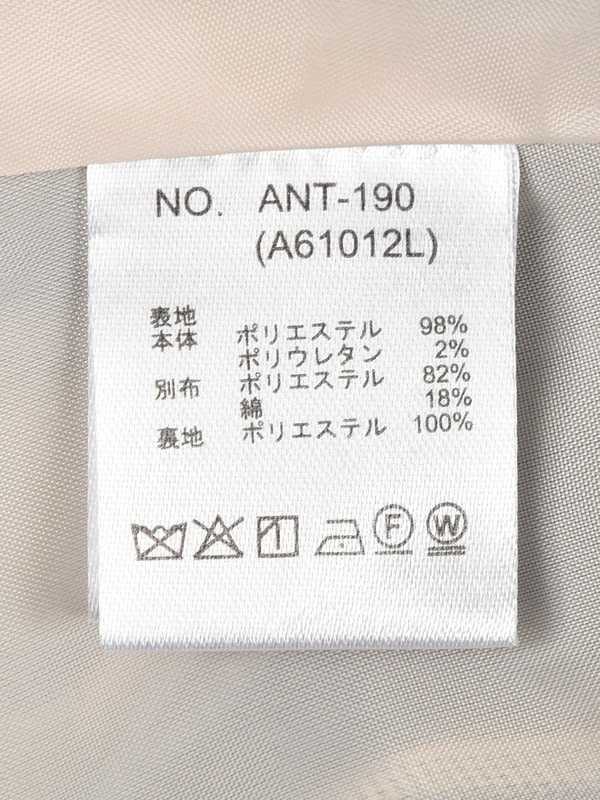 NO. ANT-190
(A61012L)
表地
本体 ポリエステル 98%
ポリウレタン 2%
別布 ポリエステル 82%
綿 18%
裏地 ポリエステル 100%
F W